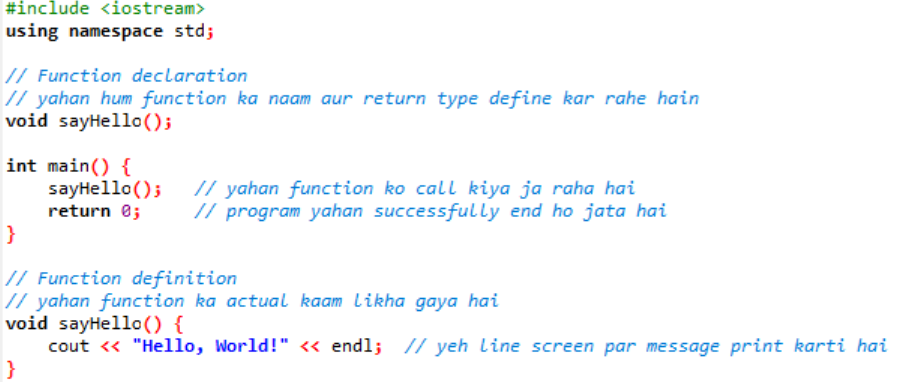 #include <iostream>
using namespace std;
// Function declaration
// yahan hum function ka naam aur return type define kar rahe hain
void sayHello();
int main() {
    sayHello();   // yahan function ko call kiya ja raha hai
    return 0;     // program yahan successfully end ho jata hai
}
// Function definition
// yahan function ka actual kaam likha gaya hai
void sayHello() {
    cout << "Hello, World!" << endl;  // yeh line screen par message print karti hai
}